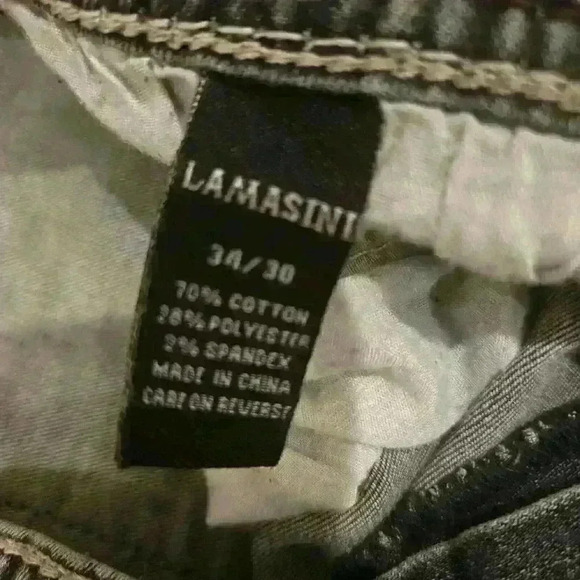 LAMASINI
34/30
70% COTTON
28% POLYESTER
2% SPANDEX
MADE IN CHINA
CARE ON REVERSE